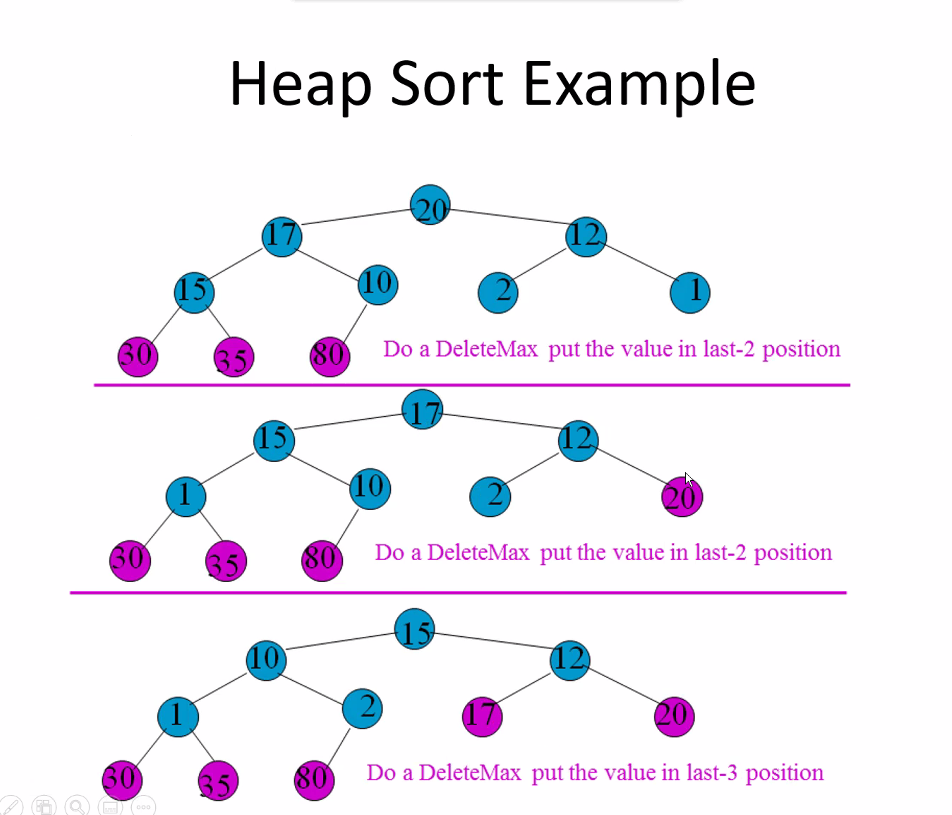 Heap Sort Example
20
17 12
15 10 2 1
30 35 80 Do a DeleteMax put the value in last-2 position
17
15 12
1 10 2 20
30 35 80 Do a DeleteMax put the value in last-2 position
15
10 12
1 2 17 20
30 35 80 Do a DeleteMax put the value in last-3 position